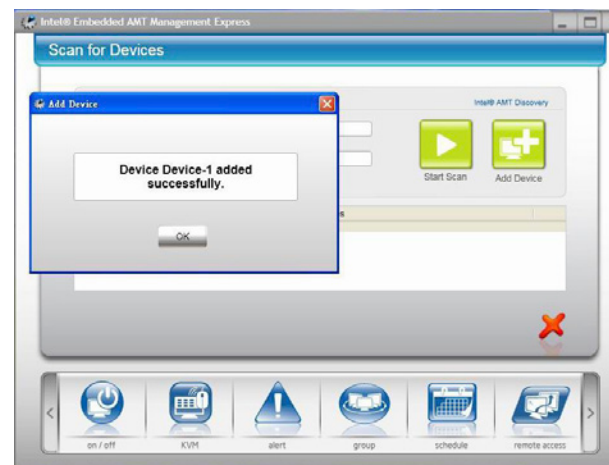 Intel® Embedded AMT Management Express
Scan for Devices
Add Device
Intel® AMT Discovery
Device Device-1 added
successfully.
OK
Start Scan
Add Device
s
on / off
KVM
alert
group
schedule
remote access